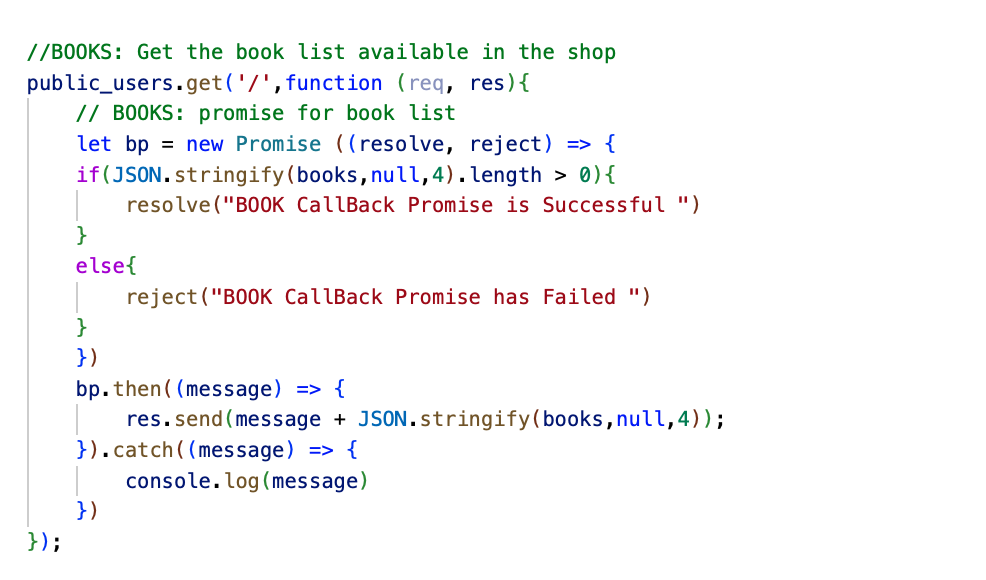 //BOOKS: Get the book list available in the shop
public_users.get('/',function (req, res){
// BOOKS: promise for book list
let bp = new Promise ((resolve, reject) => {
if(JSON.stringify(books,null,4).length > 0){
resolve("BOOK CallBack Promise is Successful ")
}
else{
reject("BOOK CallBack Promise has Failed ")
}
})
bp.then((message) => {
res.send(message + JSON.stringify(books,null,4));
}).catch((message) => {
console.log(message)
})
});